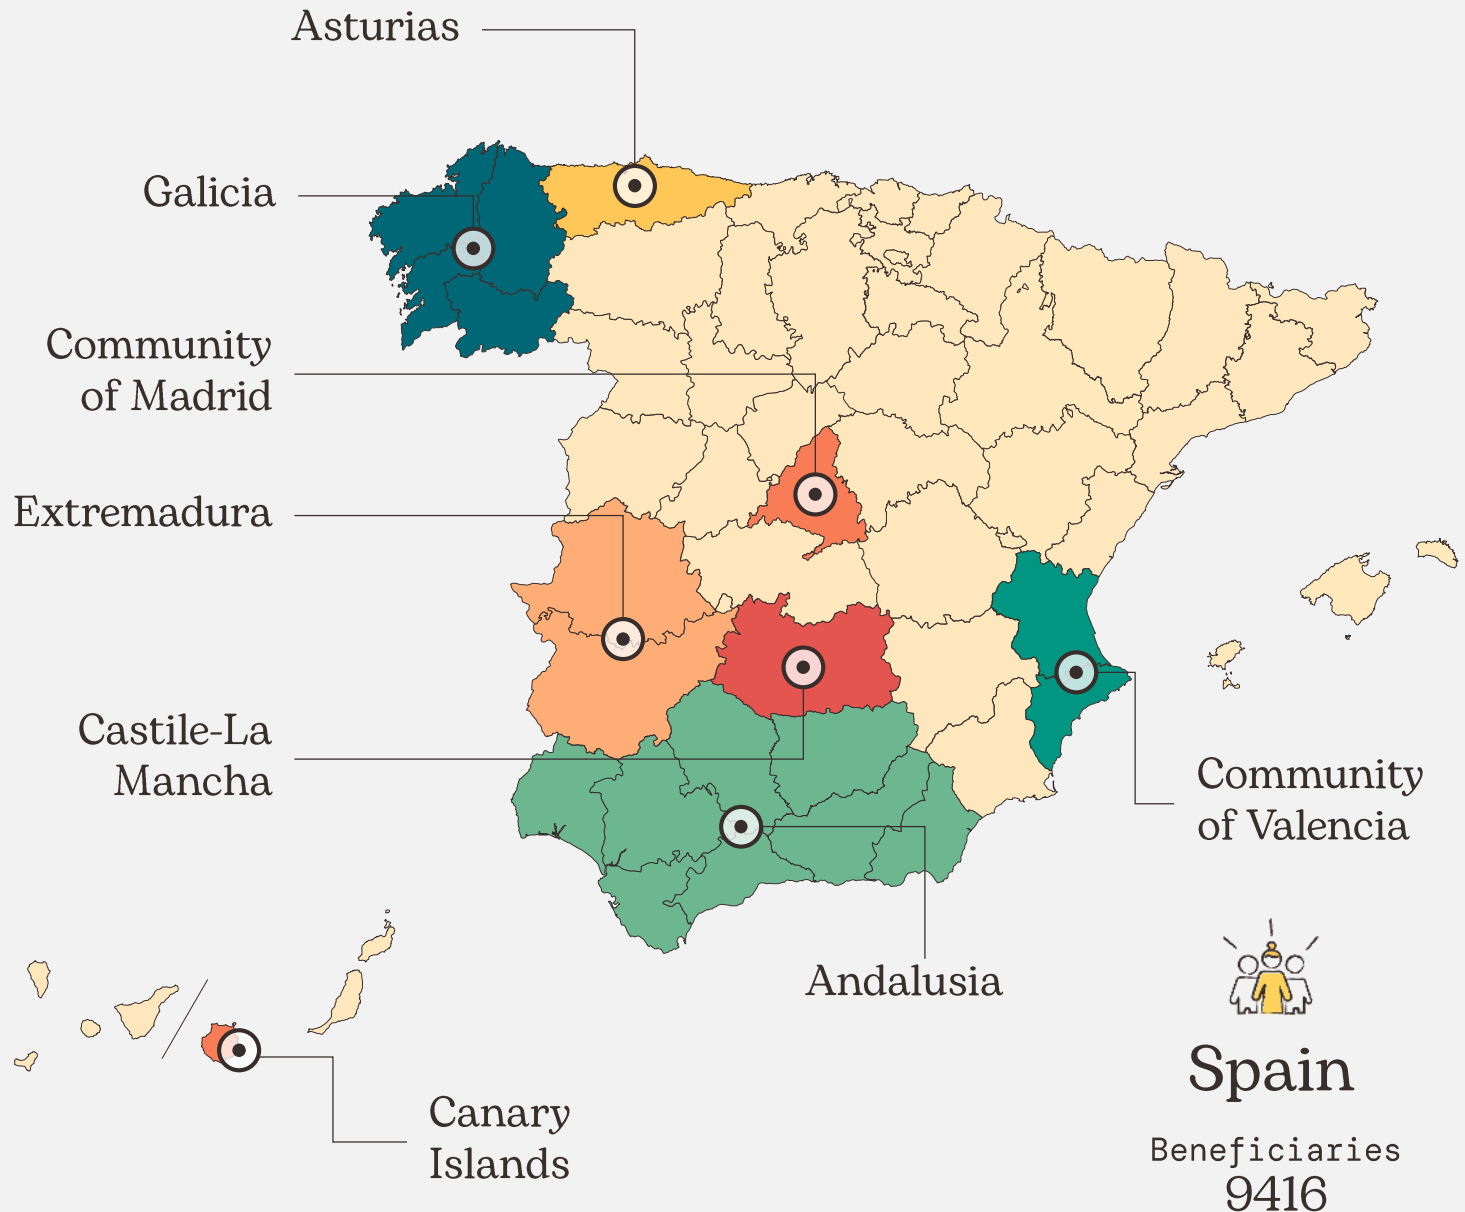 Asturias
Galicia
Community
of Madrid
Extremadura
Castile-La
Mancha
Community
of Valencia
Andalusia
Canary
Islands
Spain
Beneficiaries
9416